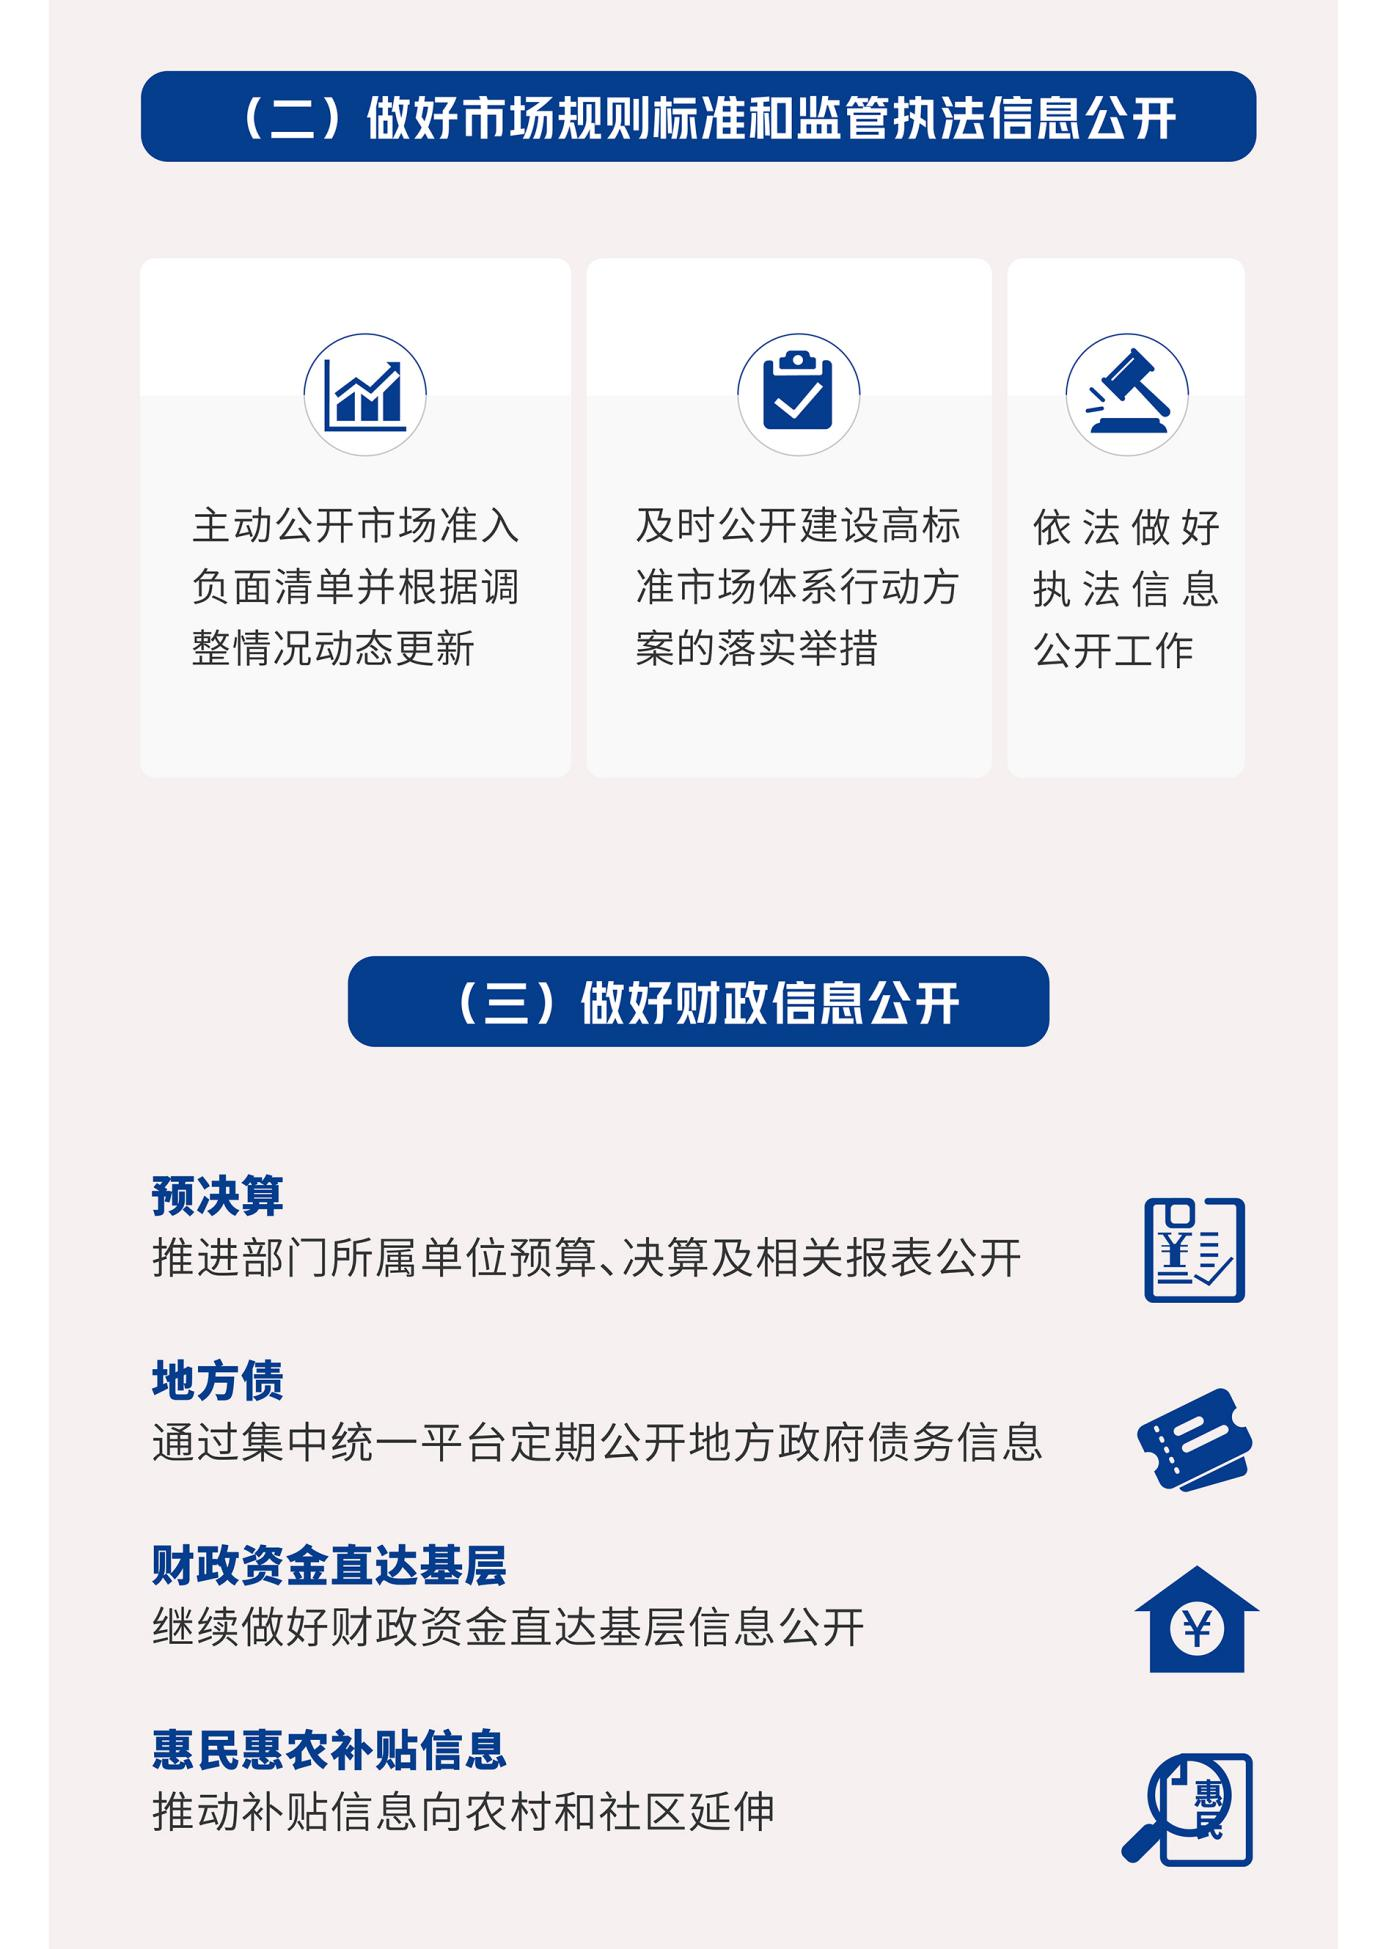 （二）做好市场规则标准和监管执法信息公开
主动公开市场准入
负面清单并根据调
整情况动态更新
及时公开建设高标
准市场体系行动方
案的落实举措
依法做好
执法信息
公开工作
（三）做好财政信息公开
预决算
推进部门所属单位预算、决算及相关报表公开
¥
地方债
通过集中统一平台定期公开地方政府债务信息
财政资金直达基层
继续做好财政资金直达基层信息公开
¥
惠民惠农补贴信息
推动补贴信息向农村和社区延伸
惠
民